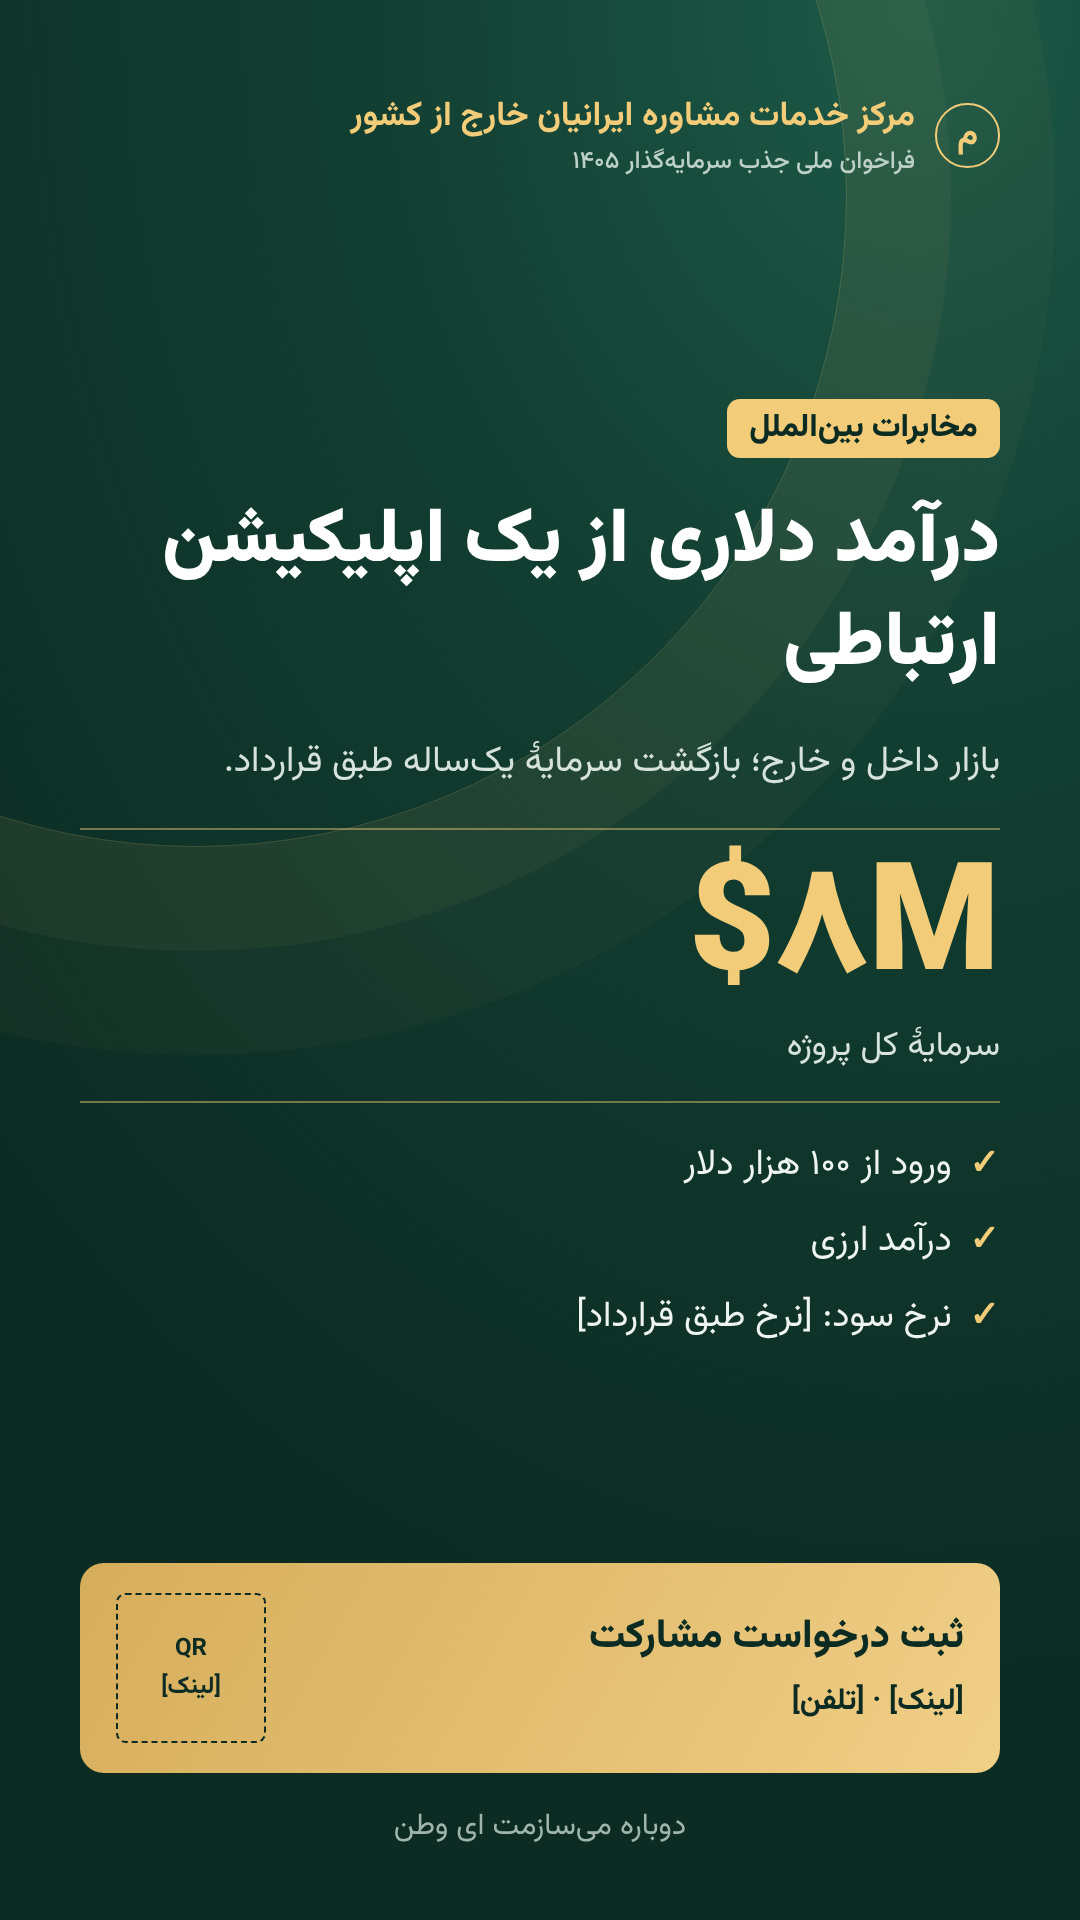 م
مرکز خدمات مشاوره ایرانیان خارج از کشور
فراخوان ملی جذب سرمایه‌گذار ۱۴۰۵
مخابرات بین‌الملل
درآمد دلاری از یک اپلیکیشن
ارتباطی
بازار داخل و خارج؛ بازگشت سرمایهٔ یک‌ساله طبق قرارداد.
$۸M
سرمایهٔ کل پروژه
✓ ورود از ۱۰۰ هزار دلار
✓ درآمد ارزی
✓ نرخ سود: [نرخ طبق قرارداد]
ثبت درخواست مشارکت
[لینک] · [تلفن]
QR
[لینک]
دوباره می‌سازمت ای وطن